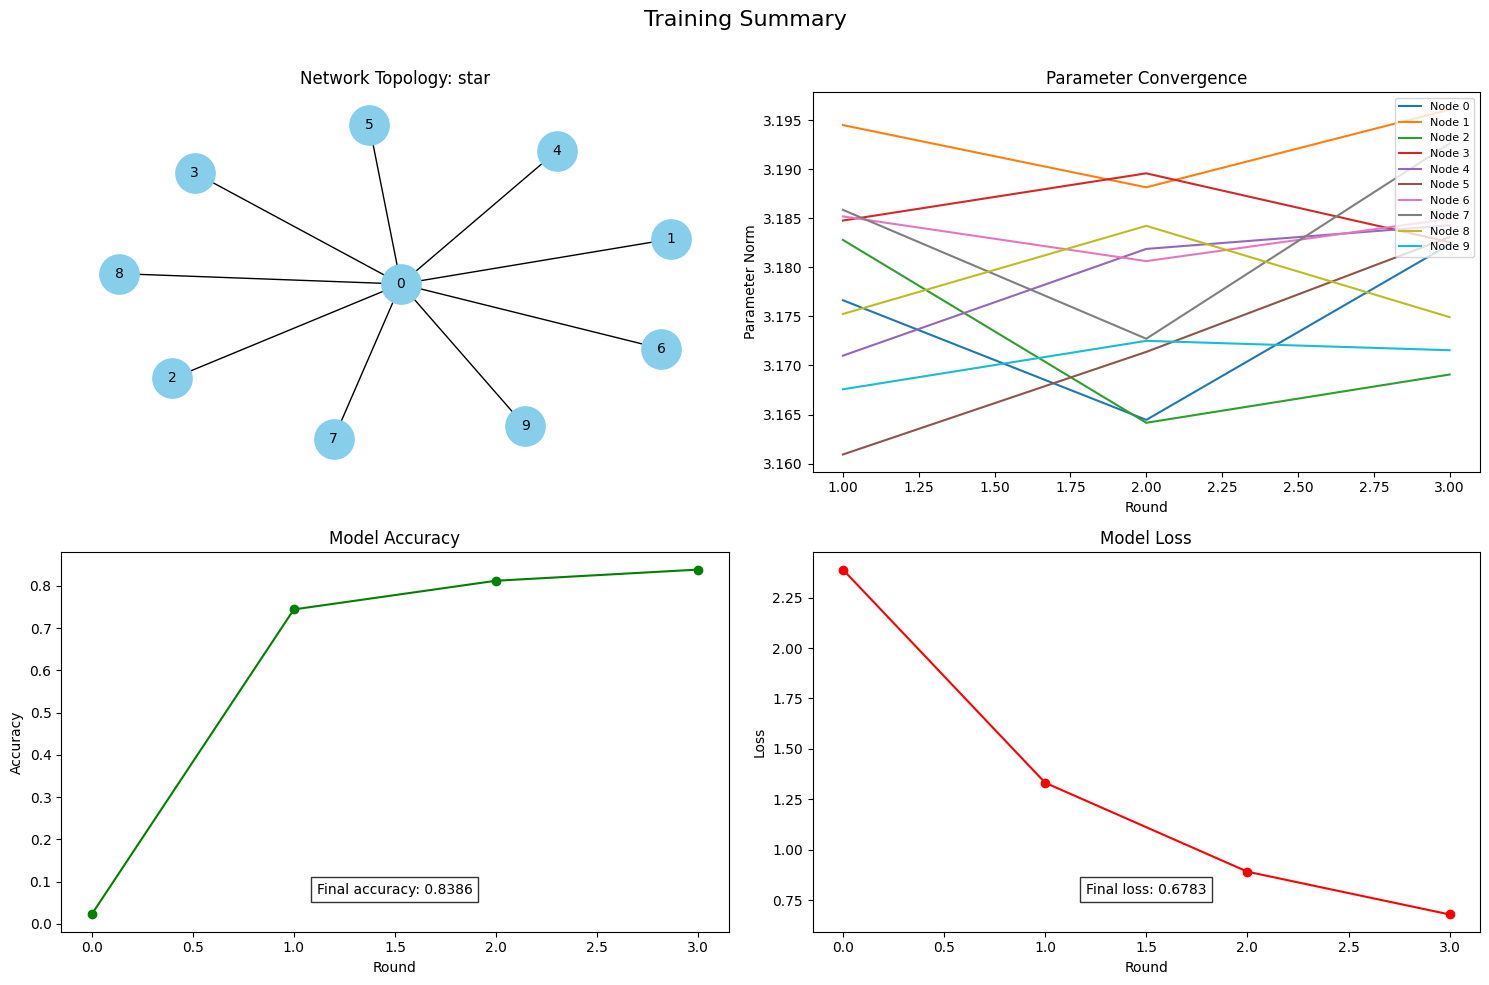 Training Summary
Network Topology: star
5
4
3
1
8
0
6
2
9
7
Parameter Convergence
Parameter Norm
3.195
3.190
3.185
3.180
3.175
3.170
3.165
3.160
Node 0
Node 1
Node 2
Node 3
Node 4
Node 5
Node 6
Node 7
Node 8
Node 9
1.00 1.25 1.50 1.75 2.00 2.25 2.50 2.75 3.00
Round
Model Accuracy
Accuracy
0.8
0.7
0.6
0.5
0.4
0.3
0.2
0.1
0.0
Final accuracy: 0.8386
0.0 0.5 1.0 1.5 2.0 2.5 3.0
Round
Model Loss
Loss
2.25
2.00
1.75
1.50
1.25
1.00
0.75
Final loss: 0.6783
0.0 0.5 1.0 1.5 2.0 2.5 3.0
Round